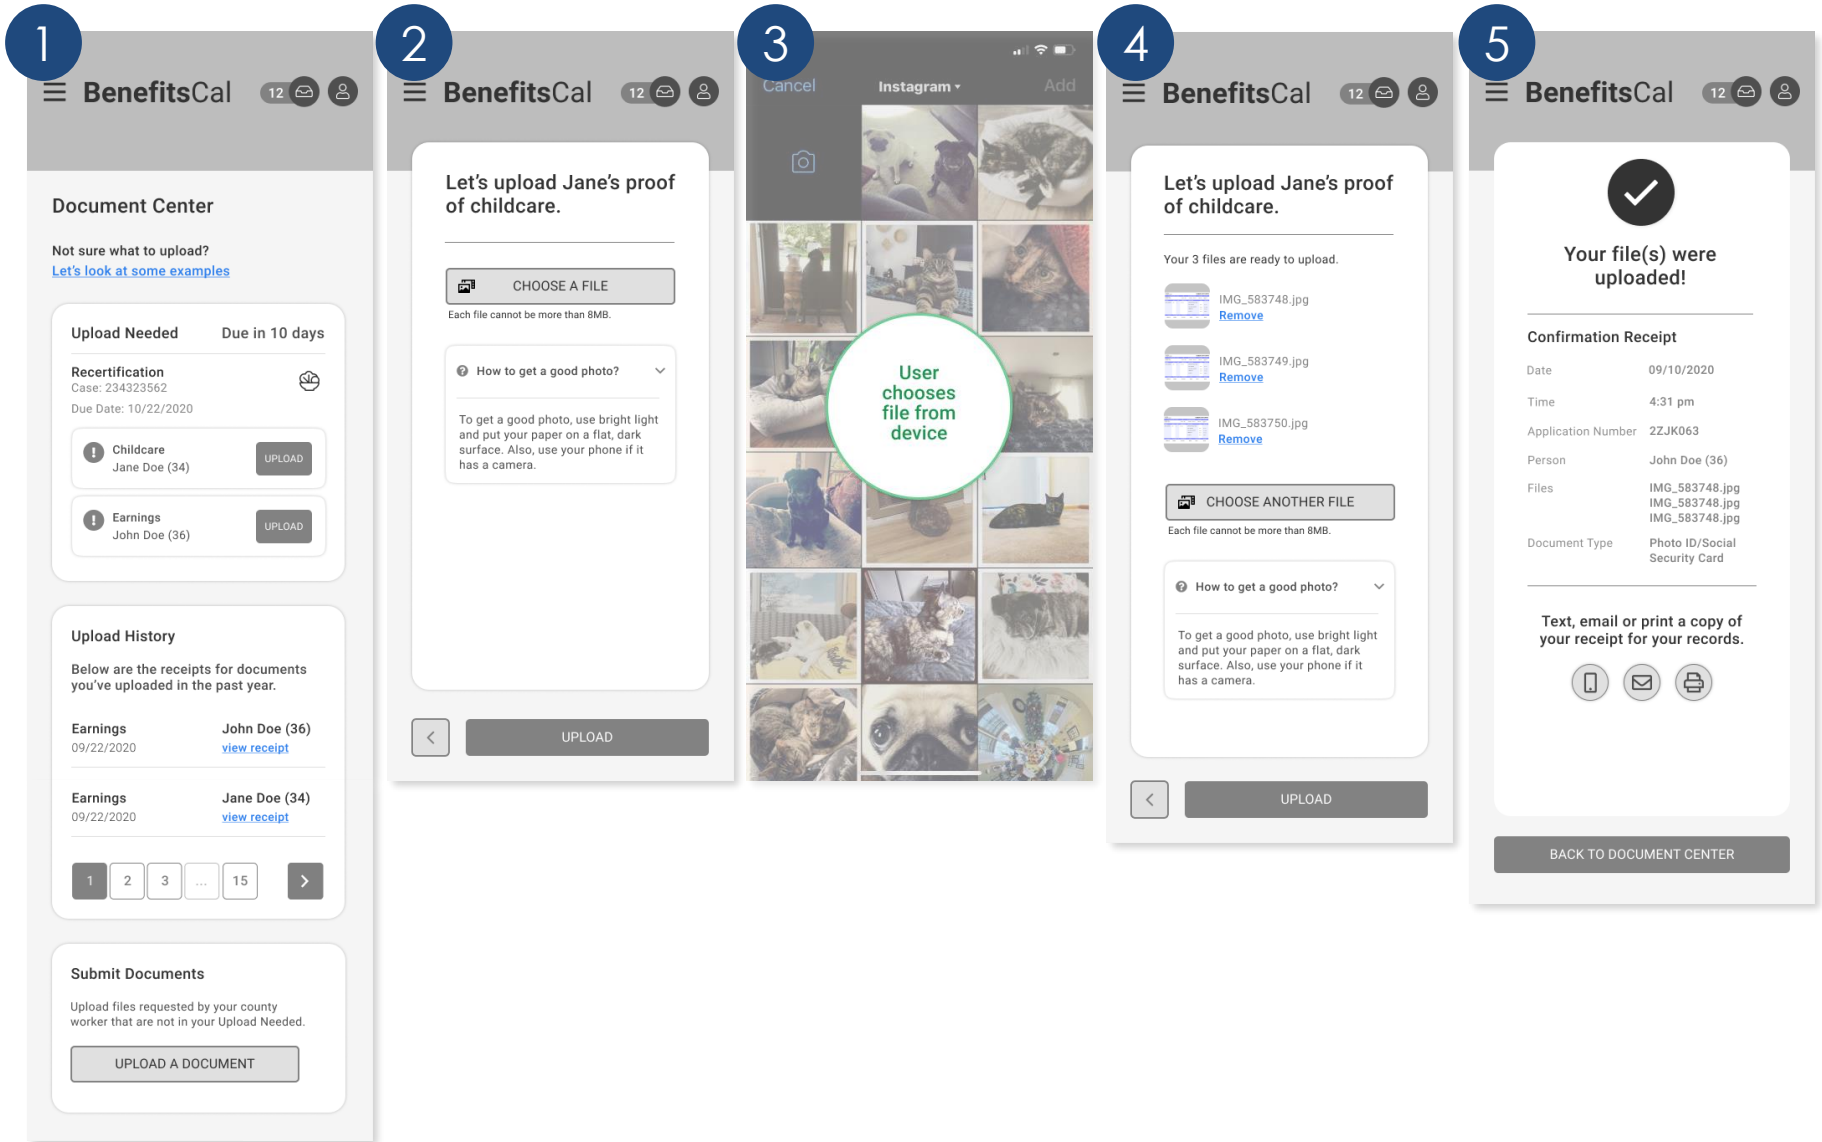 1
BenefitsCal
12
Document Center
Not sure what to upload?
Let's look at some examples
Upload Needed Due in 10 days
Recertification
Case: 234323562
Due Date: 10/22/2020
Childcare
Jane Doe (34)
UPLOAD
Earnings
John Doe (36)
UPLOAD
Upload History
Below are the receipts for documents
you've uploaded in the past year.
Earnings John Doe (36)
09/22/2020 view receipt
Earnings Jane Doe (34)
09/22/2020 view receipt
1 2 3 ... 15
Submit Documents
Upload files requested by your county
worker that are not in your Upload Needed.
UPLOAD A DOCUMENT
2
BenefitsCal
12
Let's upload Jane's proof
of childcare.
CHOOSE A FILE
Each file cannot be more than 8MB.
How to get a good photo?
To get a good photo, use bright light
and put your paper on a flat, dark
surface. Also, use your phone if it
has a camera.
UPLOAD
3
Cancel Instagram Add
User
chooses
file from
device
4
BenefitsCal
12
Let's upload Jane's proof
of childcare.
Your 3 files are ready to upload.
IMG_583748.jpg
Remove
IMG_583749.jpg
Remove
IMG_583750.jpg
Remove
CHOOSE ANOTHER FILE
Each file cannot be more than 8MB.
How to get a good photo?
To get a good photo, use bright light
and put your paper on a flat, dark
surface. Also, use your phone if it
has a camera.
UPLOAD
5
BenefitsCal
12
Your file(s) were
uploaded!
Confirmation Receipt
Date 09/10/2020
Time 4:31 pm
Application Number 2ZJK063
Person John Doe (36)
Files IMG_583748.jpg
IMG_583748.jpg
IMG_583748.jpg
Document Type Photo ID/Social
Security Card
Text, email or print a copy of
your receipt for your records.
BACK TO DOCUMENT CENTER